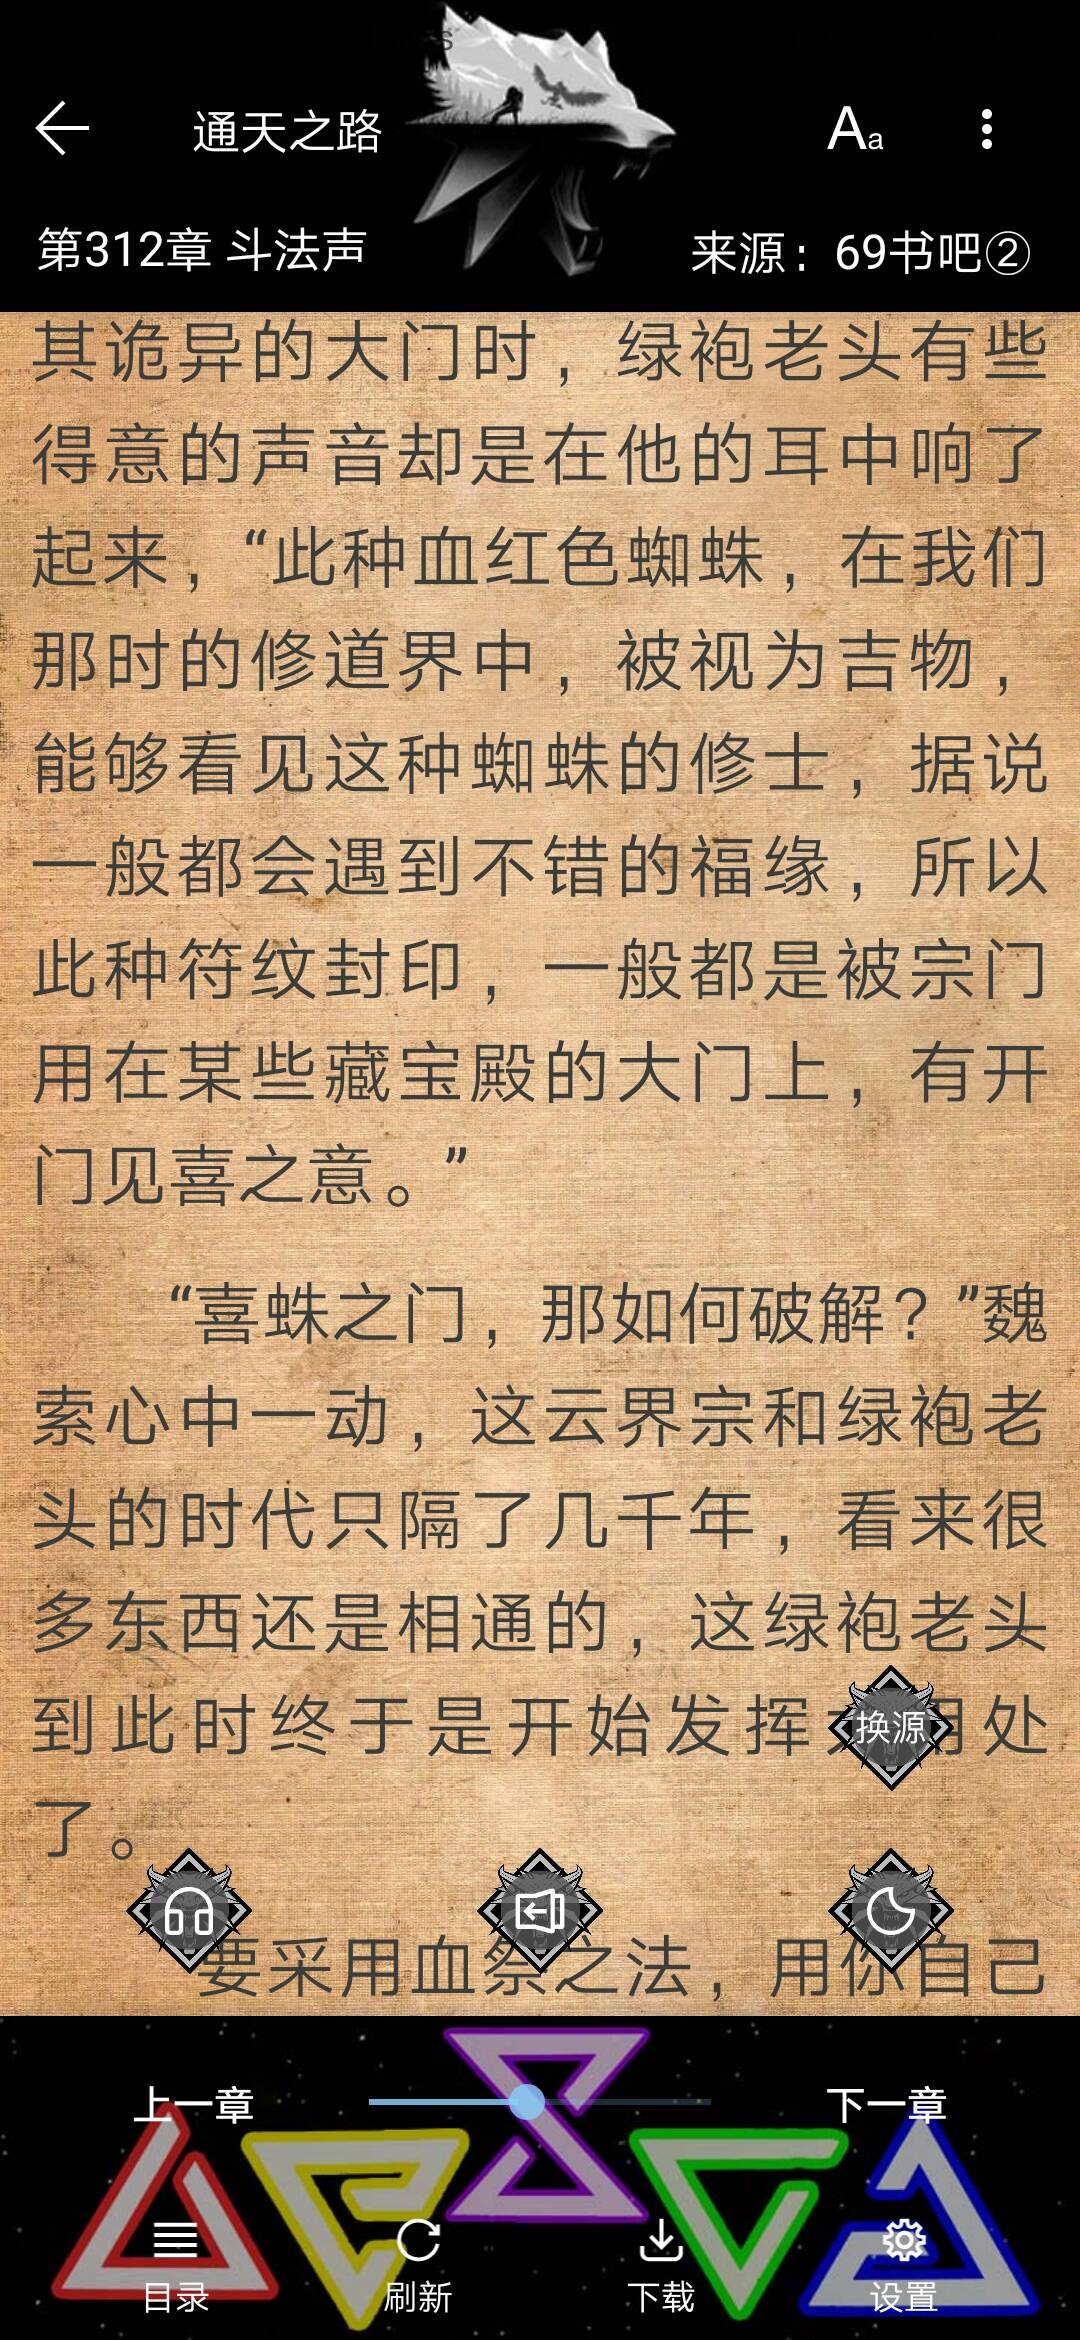 通天之路
Aa
第312章 斗法声
来源：69书吧②
其诡异的大门时，绿袍老头有些
得意的声音却是在他的耳中响了
起来，“此种血红色蜘蛛，在我们
那时的修道界中，被视为吉物，
能够看见这种蜘蛛的修士，据说
一般都会遇到不错的福缘，所以
此种符纹封印，一般都是被宗门
用在某些藏宝殿的大门上，有开
门见喜之意。”
“喜蛛之门，那如何破解？”魏
索心中一动，这云界宗和绿袍老
头的时代只隔了几千年，看来很
多东西还是相通的，这绿袍老头
到此时终于是开始发挥 处
换源
了。
要采用血祭之法，用你自己
上一章
下一章
目录
刷新
下载
设置